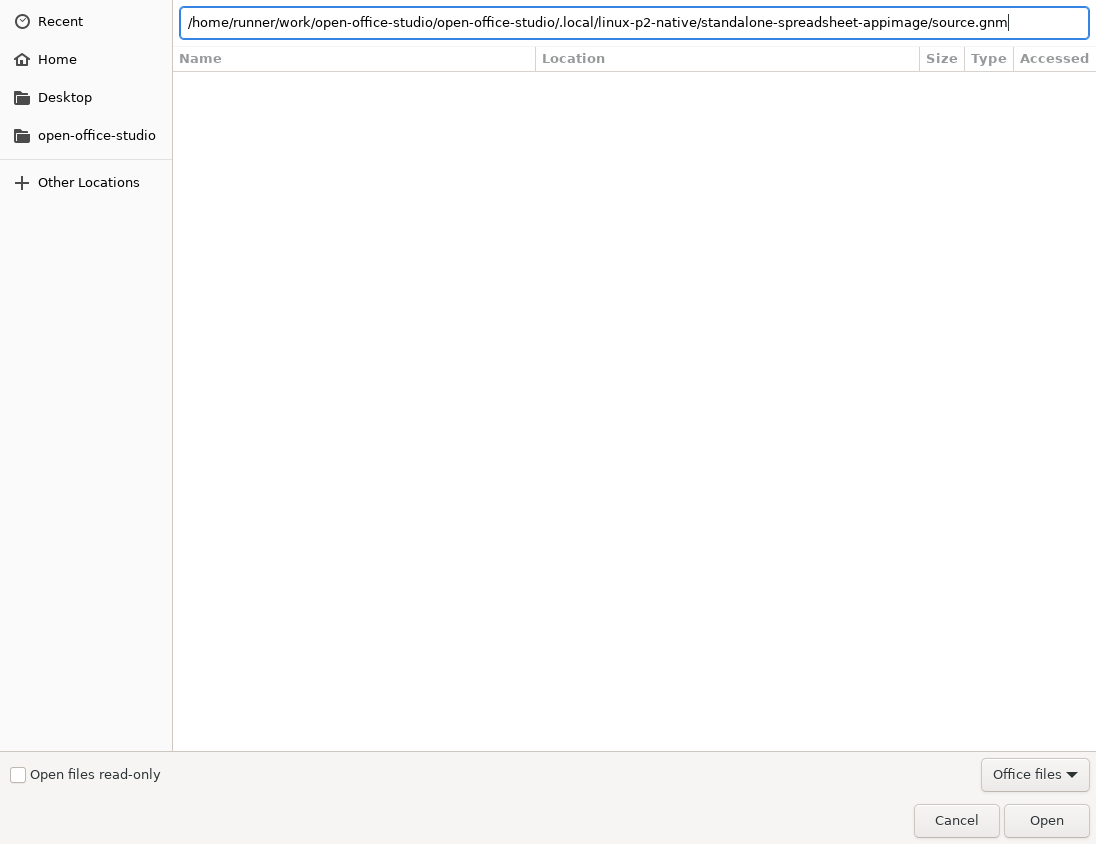 Recent
/home/runner/work/open-office-studio/open-office-studio/.local/linux-p2-native/standalone-spreadsheet-appimage/source.gnm
Home
Name Location Size Type Accessed
Desktop
open-office-studio
Other Locations
Open files read-only
Office files
Cancel Open